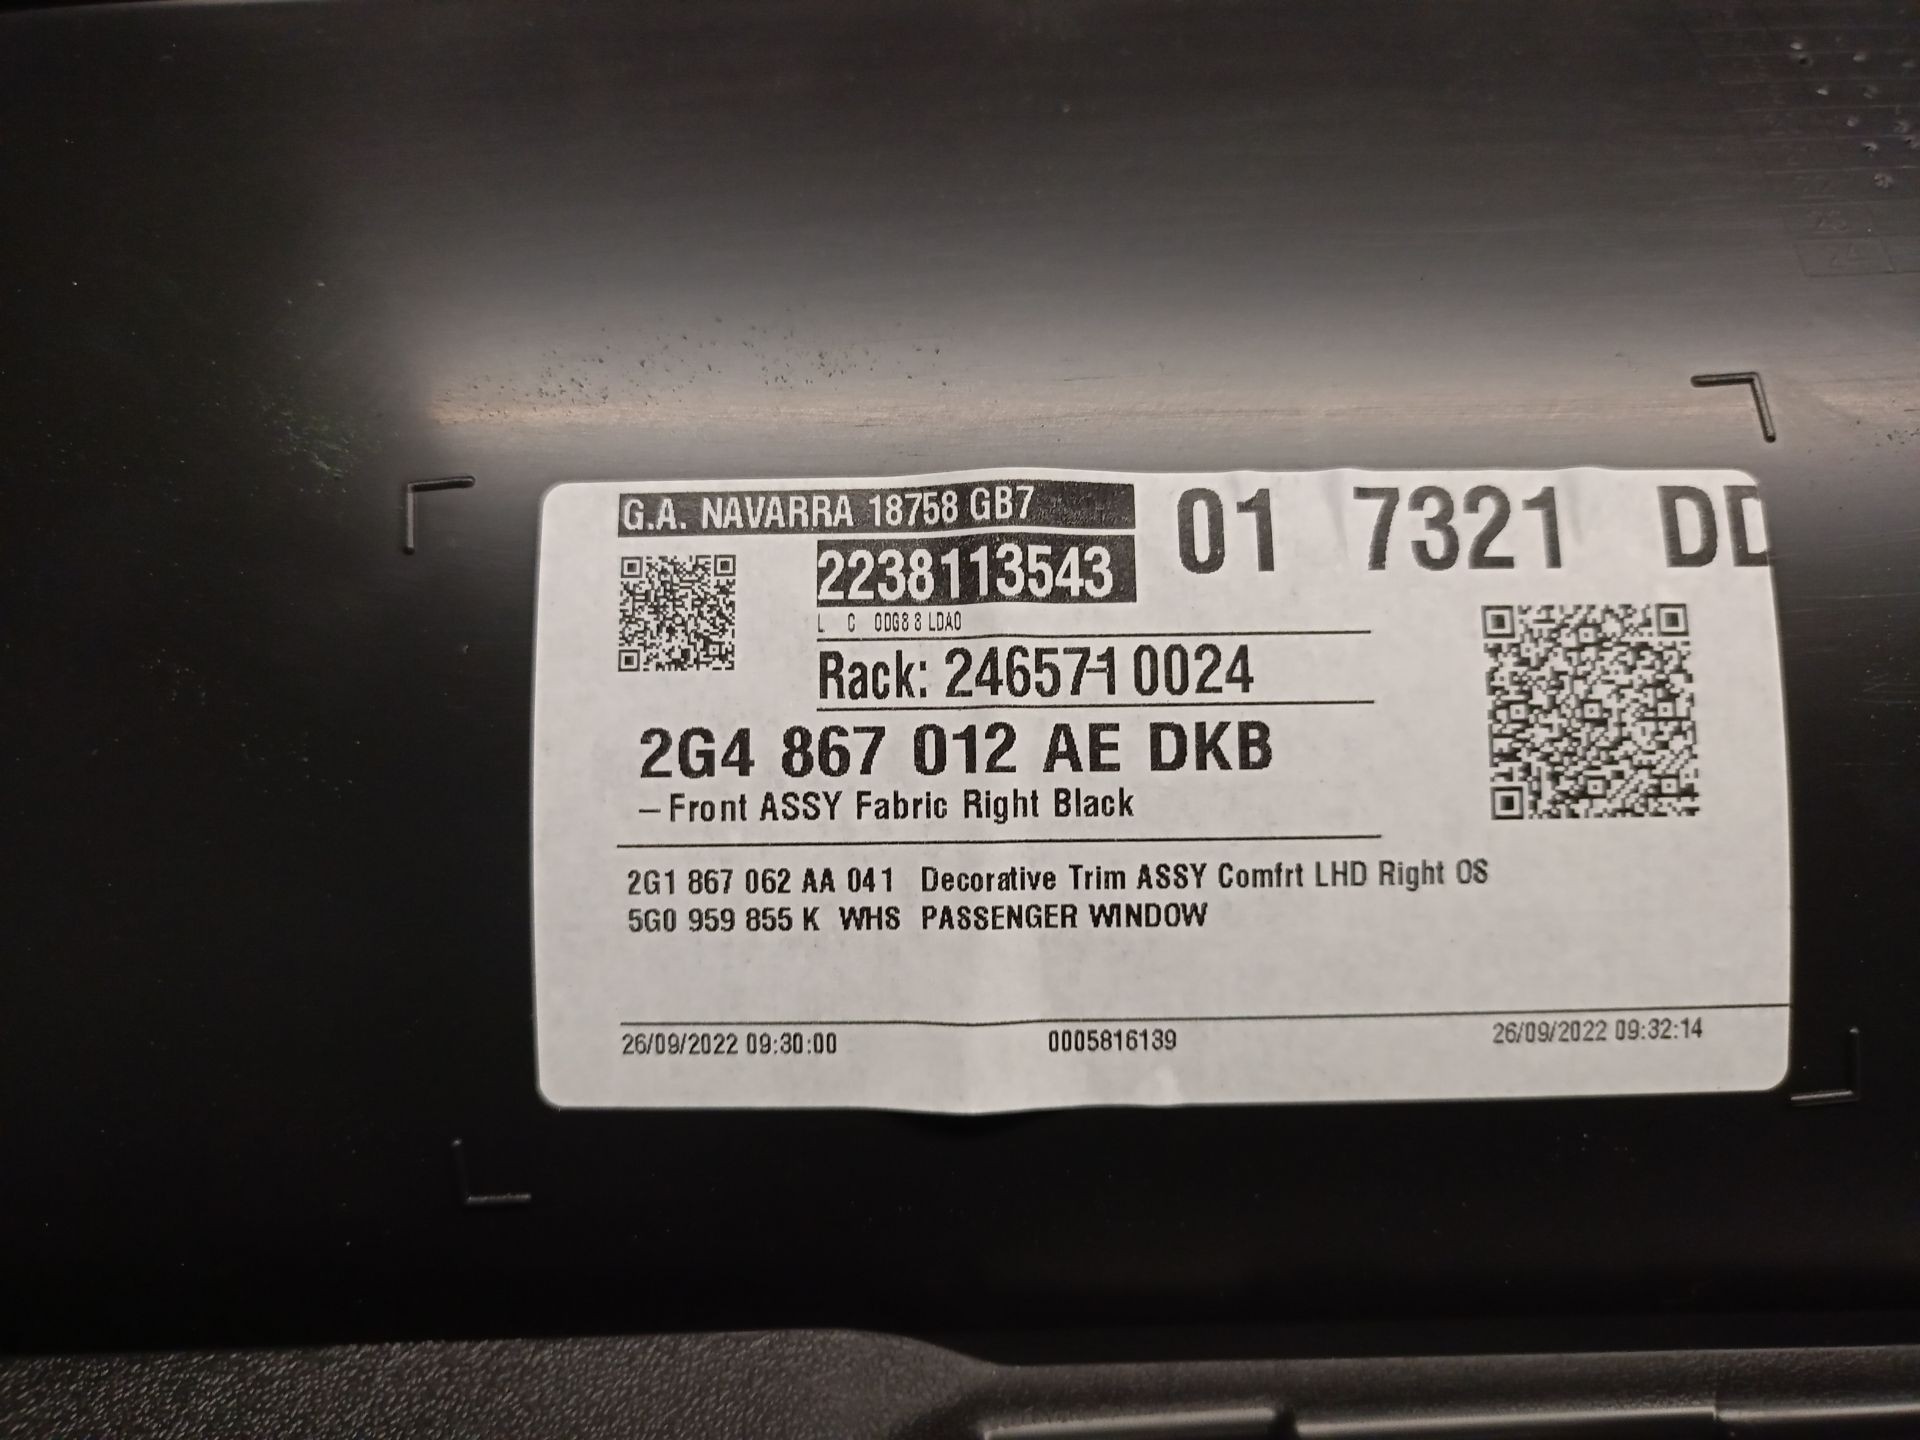 G.A. NAVARRA 18758 GB7
01 7321 DD
2238113543
L C 0DG8 8 LDA0
Rack: 246571 0024
2G4 867 012 AE DKB
–Front ASSY Fabric Right Black
2G1 867 062 AA 041 Decorative Trim ASSY Comfrt LHD Right OS
5G0 959 855 K WHS PASSENGER WINDOW
26/09/2022 09:30:00 0005816139 26/09/2022 09:32:14